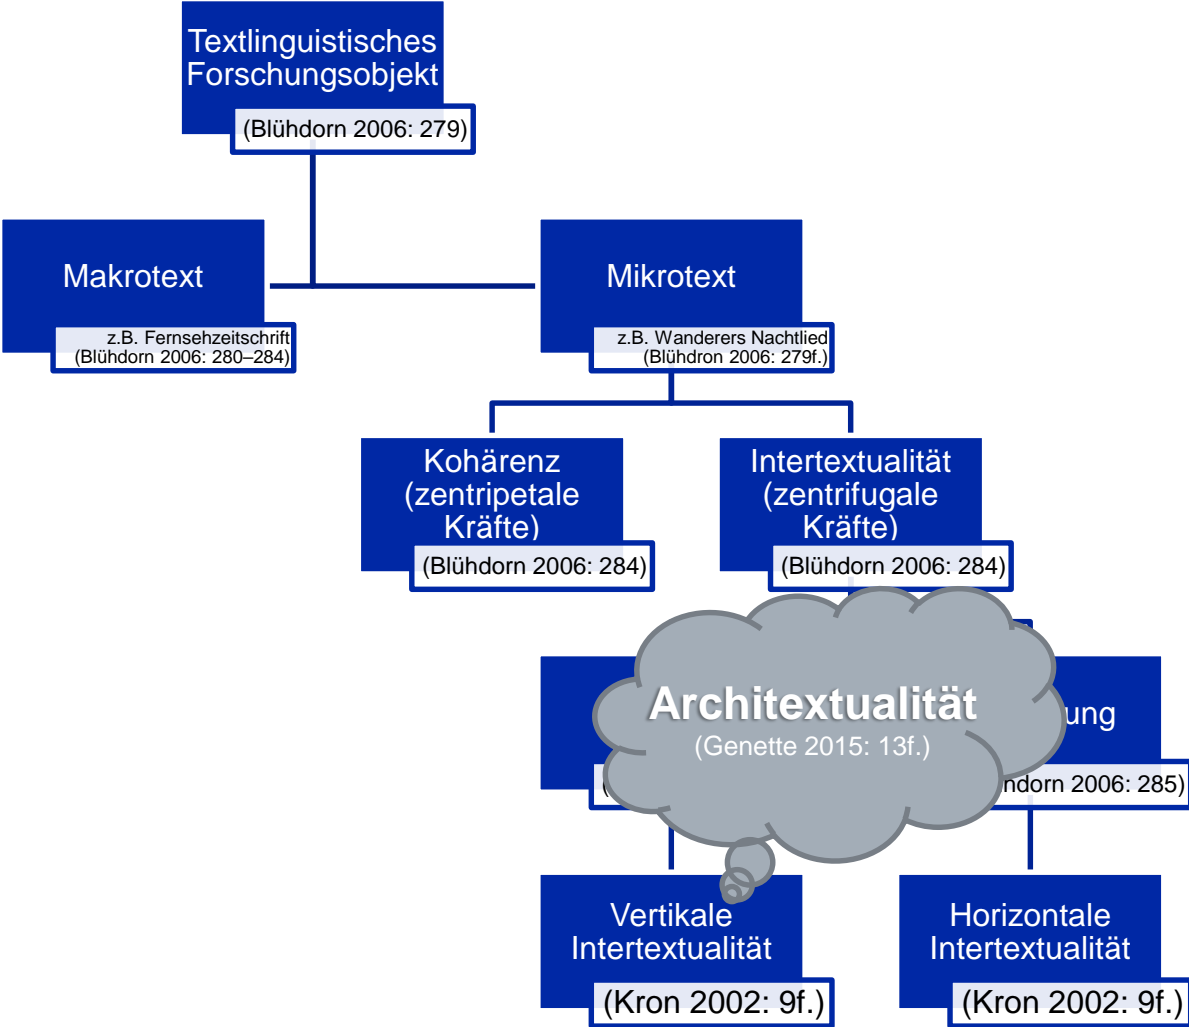 Textlinguistisches
Forschungsobjekt
(Blühdorn 2006: 279)
Makrotext
z.B. Fernsehzeitschrift
(Blühdorn 2006: 280–284)
Mikrotext
z.B. Wanderers Nachtlied
(Blühdron 2006: 279f.)
Kohärenz
(zentripetale
Kräfte)
(Blühdorn 2006: 284)
Intertextualität
(zentrifugale
Kräfte)
(Blühdorn 2006: 284)
Architextualität
(Genette 2015: 13f.)
2006: 285)
Vertikale
Intertextualität
(Kron 2002: 9f.)
Horizontale
Intertextualität
(Kron 2002: 9f.)